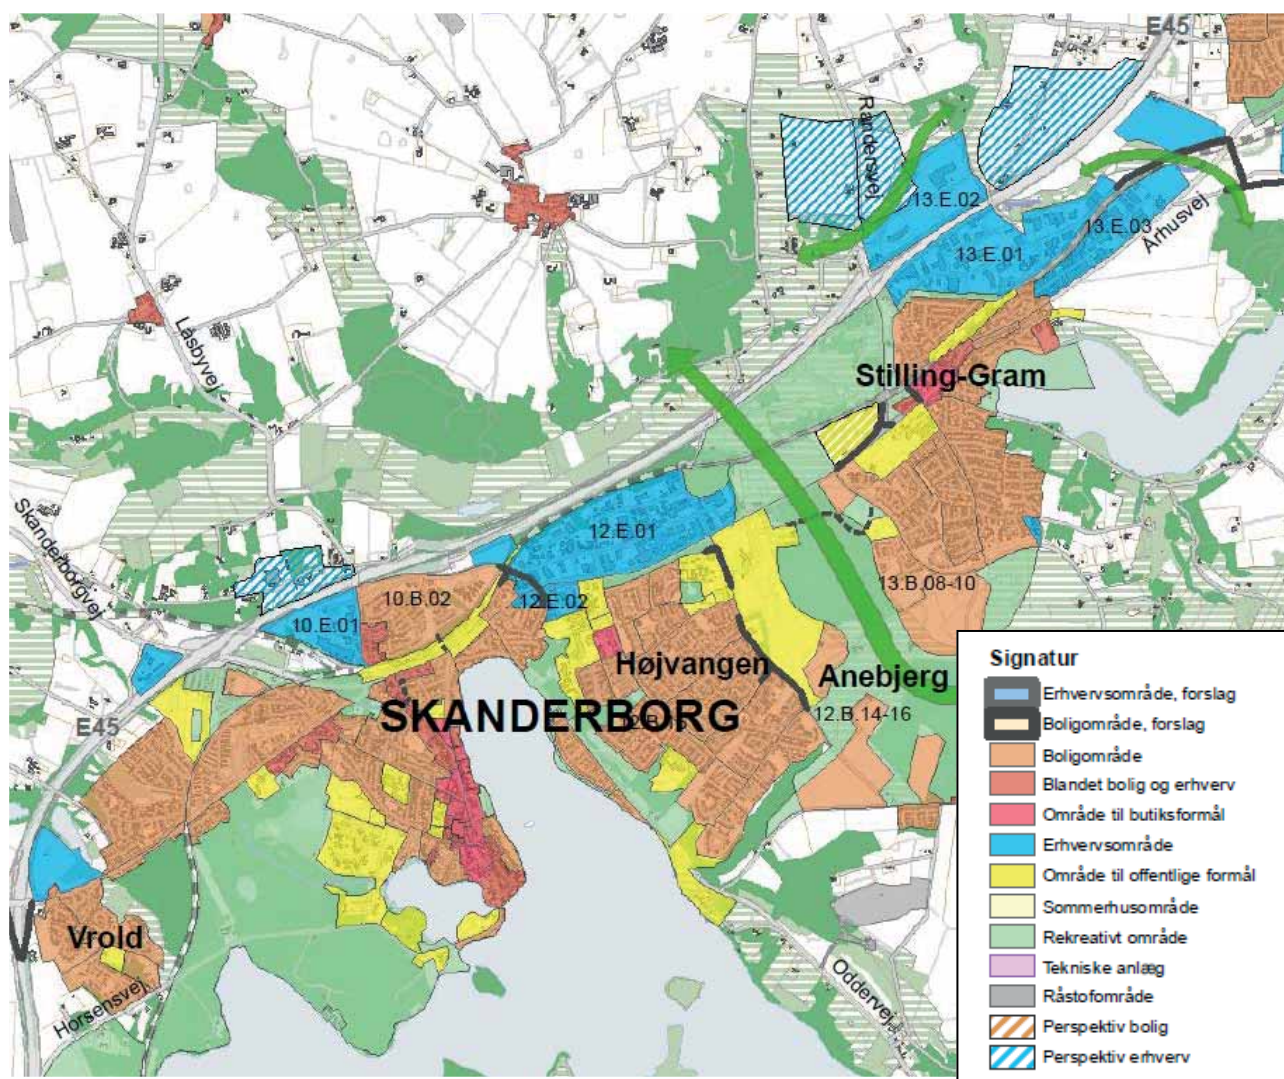 E45
Randersvej
13.E.02
13.E.03
13.E.01
Århusvej
Låsbyvej
Stilling-Gram
Skanderborgvej
12.E.01
10.B.02
12.E.02
13.B.08-10
10.E.01
Højvangen
Anebjerg
SKANDERBORG
12.B.14-16
E45
Vrold
Horsensvej
Oddervej
Signatur
Erhvervsområde, forslag
Boligområde, forslag
Boligområde
Blandet bolig og erhverv
Område til butiksformål
Erhvervsområde
Område til offentlige formål
Sommerhusområde
Rekreativt område
Tekniske anlæg
Råstofområde
Perspektiv bolig
Perspektiv erhverv